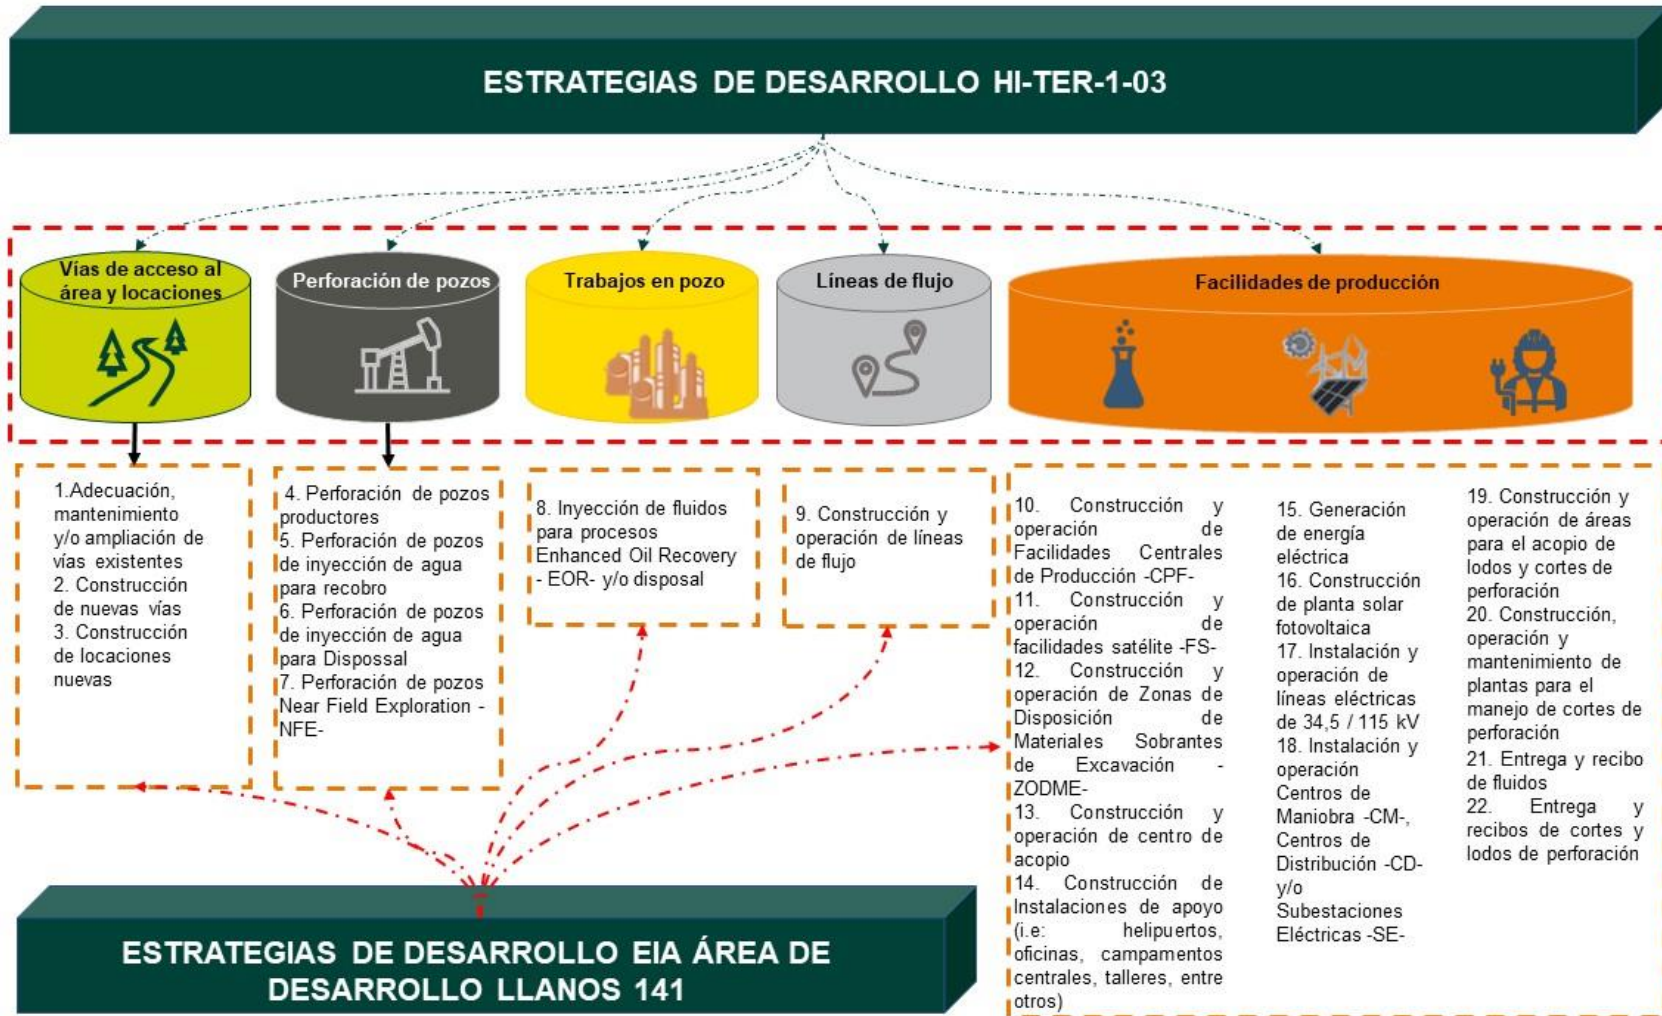 ESTRATEGIAS DE DESARROLLO HI-TER-1-03
Vías de acceso al
área y locaciones
Perforación de pozos
Trabajos en pozo
Líneas de flujo
Facilidades de producción
1.Adecuación,
mantenimiento
y/o ampliación de
vías existentes
2. Construcción
de nuevas vías
3. Construcción
de locaciones
nuevas
4. Perforación de pozos
productores
5. Perforación de pozos
de inyección de agua
para recobro
6. Perforación de pozos
de inyección de agua
para Dispossal
7. Perforación de pozos
Near Field Exploration -
NFE-
8. Inyección de fluidos
para procesos
Enhanced Oil Recovery
- EOR- y/o disposal
9. Construcción y
operación de líneas
de flujo
10. Construcción y
operación de
Facilidades Centrales
de Producción -CPF-
11. Construcción y
operación de
facilidades satélite -FS-
12. Construcción y
operación de Zonas de
Disposición de
Materiales Sobrantes
de Excavación -
ZODME-
13. Construcción y
operación de centro de
acopio
14. Construcción de
Instalaciones de apoyo
(i.e: helipuertos,
oficinas, campamentos
centrales, talleres, entre
otros)
15. Generación
de energía
eléctrica
16. Construcción
de planta solar
fotovoltaica
17. Instalación y
operación de
líneas eléctricas
de 34,5 / 115 kV
18. Instalación y
operación
Centros de
Maniobra -CM-,
Centros de
Distribución -CD-
y/o
Subestaciones
Eléctricas -SE-
19. Construcción y
operación de áreas
para el acopio de
lodos y cortes de
perforación
20. Construcción,
operación y
mantenimiento de
plantas para el
manejo de cortes de
perforación
21. Entrega y recibo
de fluidos
22. Entrega y
recibos de cortes y
lodos de perforación
ESTRATEGIAS DE DESARROLLO EIA ÁREA DE
DESARROLLO LLANOS 141